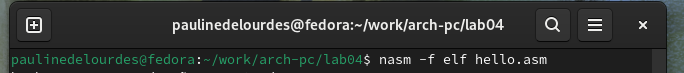 paulinedelourdes@fedora:~/work/arch-pc/lab04
paulinedelourdes@fedora:~/work/arch-pc/lab04$ nasm -f elf hello.asm